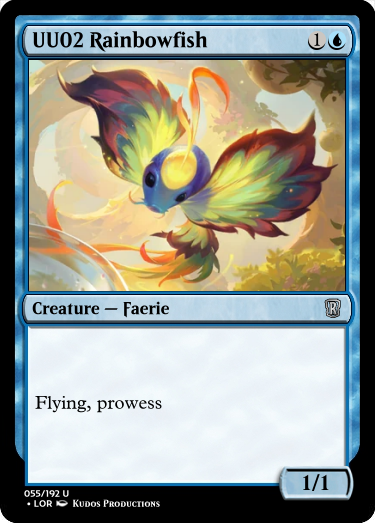 UU02 Rainbowfish 1
Creature — Faerie R
Flying, prowess
1/1
055/192 U
• LOR Kudos Productions